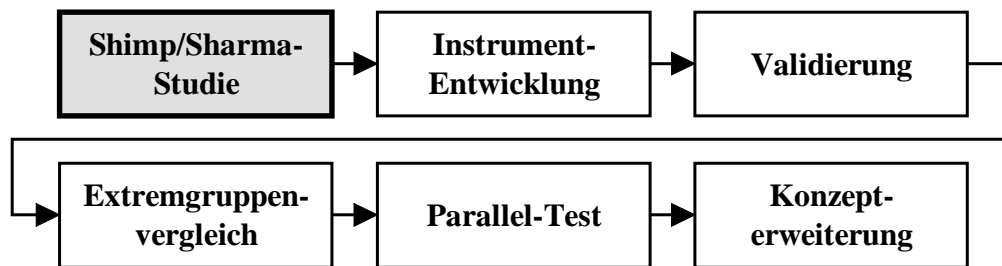 Shimp/Sharma-
Studie
Instrument-
Entwicklung
Validierung
Extremgruppen-
vergleich
Parallel-Test
Konzept-
erweiterung